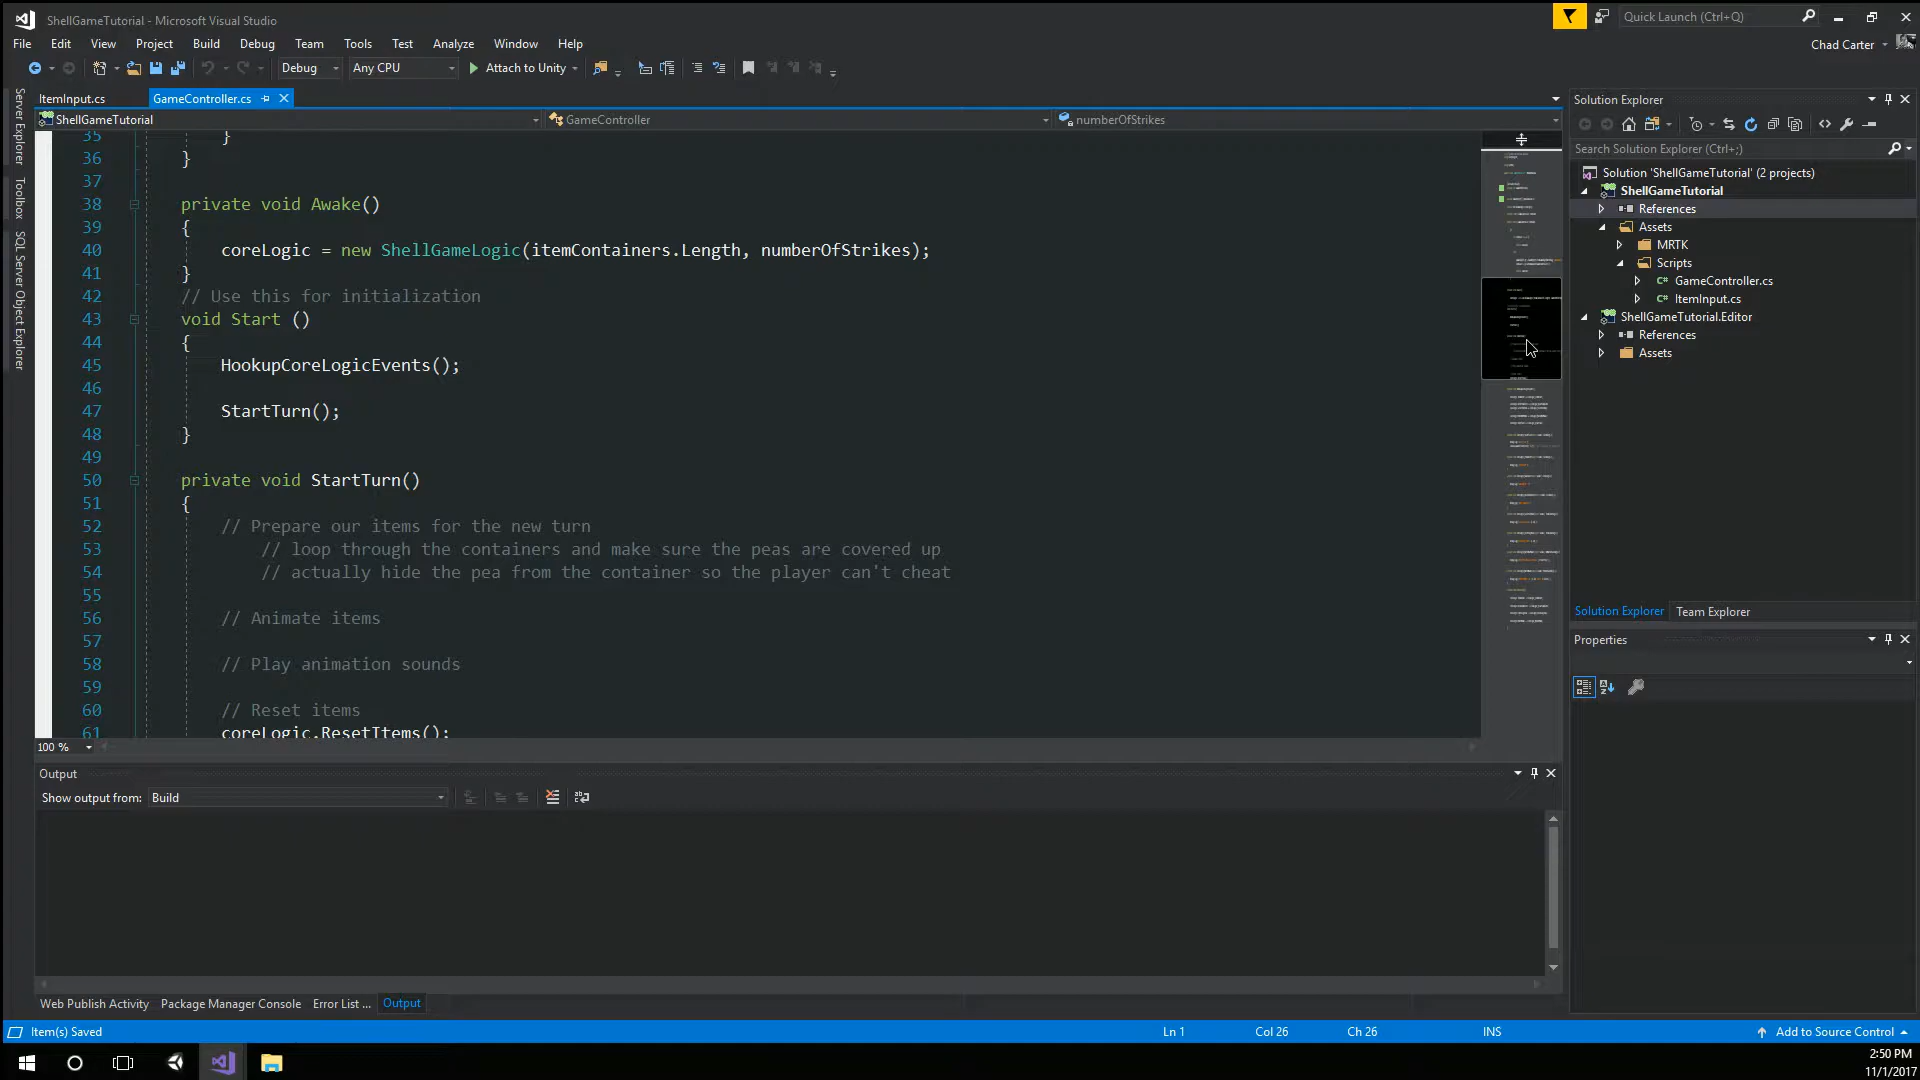 ShellGameTutorial - Microsoft Visual Studio
Quick Launch (Ctrl+Q)
File Edit View Project Build Debug Team Tools Test Analyze Window Help
Chad Carter
Debug Any CPU Attach to Unity
ItemInput.cs GameController.cs
ShellGameTutorial GameController numberOfStrikes
Server Explorer
Toolbox
SQL Server Object Explorer
35 }
36 }
37
38 private void Awake()
39 {
40 coreLogic = new ShellGameLogic(itemContainers.Length, numberOfStrikes);
41 }
42 // Use this for initialization
43 void Start ()
44 {
45 HookupCoreLogicEvents();
46
47 StartTurn();
48 }
49
50 private void StartTurn()
51 {
52 // Prepare our items for the new turn
53 // loop through the containers and make sure the peas are covered up
54 // actually hide the pea from the container so the player can't cheat
55
56 // Animate items
57
58 // Play animation sounds
59
60 // Reset items
61 coreLogic.ResetItems();
100 %
Solution Explorer
Search Solution Explorer (Ctrl+;)
Solution 'ShellGameTutorial' (2 projects)
ShellGameTutorial
References
Assets
MRTK
Scripts
C# GameController.cs
C# ItemInput.cs
ShellGameTutorial.Editor
References
Assets
Solution Explorer Team Explorer
Properties
Output
Show output from: Build
Web Publish Activity Package Manager Console Error List ... Output
Item(s) Saved Ln 1 Col 26 Ch 26 INS Add to Source Control
2:50 PM
11/1/2017